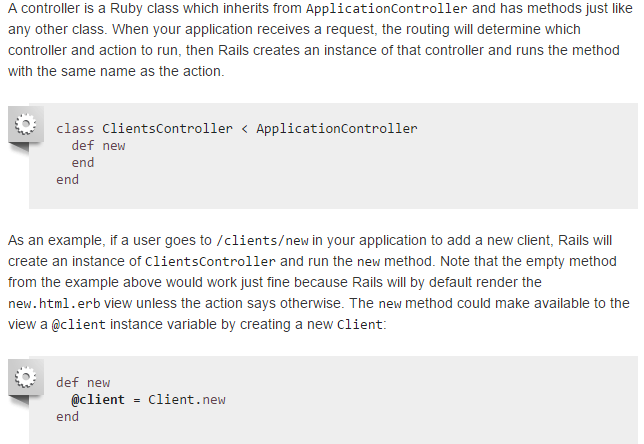 A controller is a Ruby class which inherits from ApplicationController and has methods just like
any other class. When your application receives a request, the routing will determine which
controller and action to run, then Rails creates an instance of that controller and runs the method
with the same name as the action.
class ClientsController < ApplicationController
  def new
  end
end
As an example, if a user goes to /clients/new in your application to add a new client, Rails will
create an instance of ClientsController and run the new method. Note that the empty method
from the example above would work just fine because Rails will by default render the
new.html.erb view unless the action says otherwise. The new method could make available to the
view a @client instance variable by creating a new Client:
def new
  @client = Client.new
end